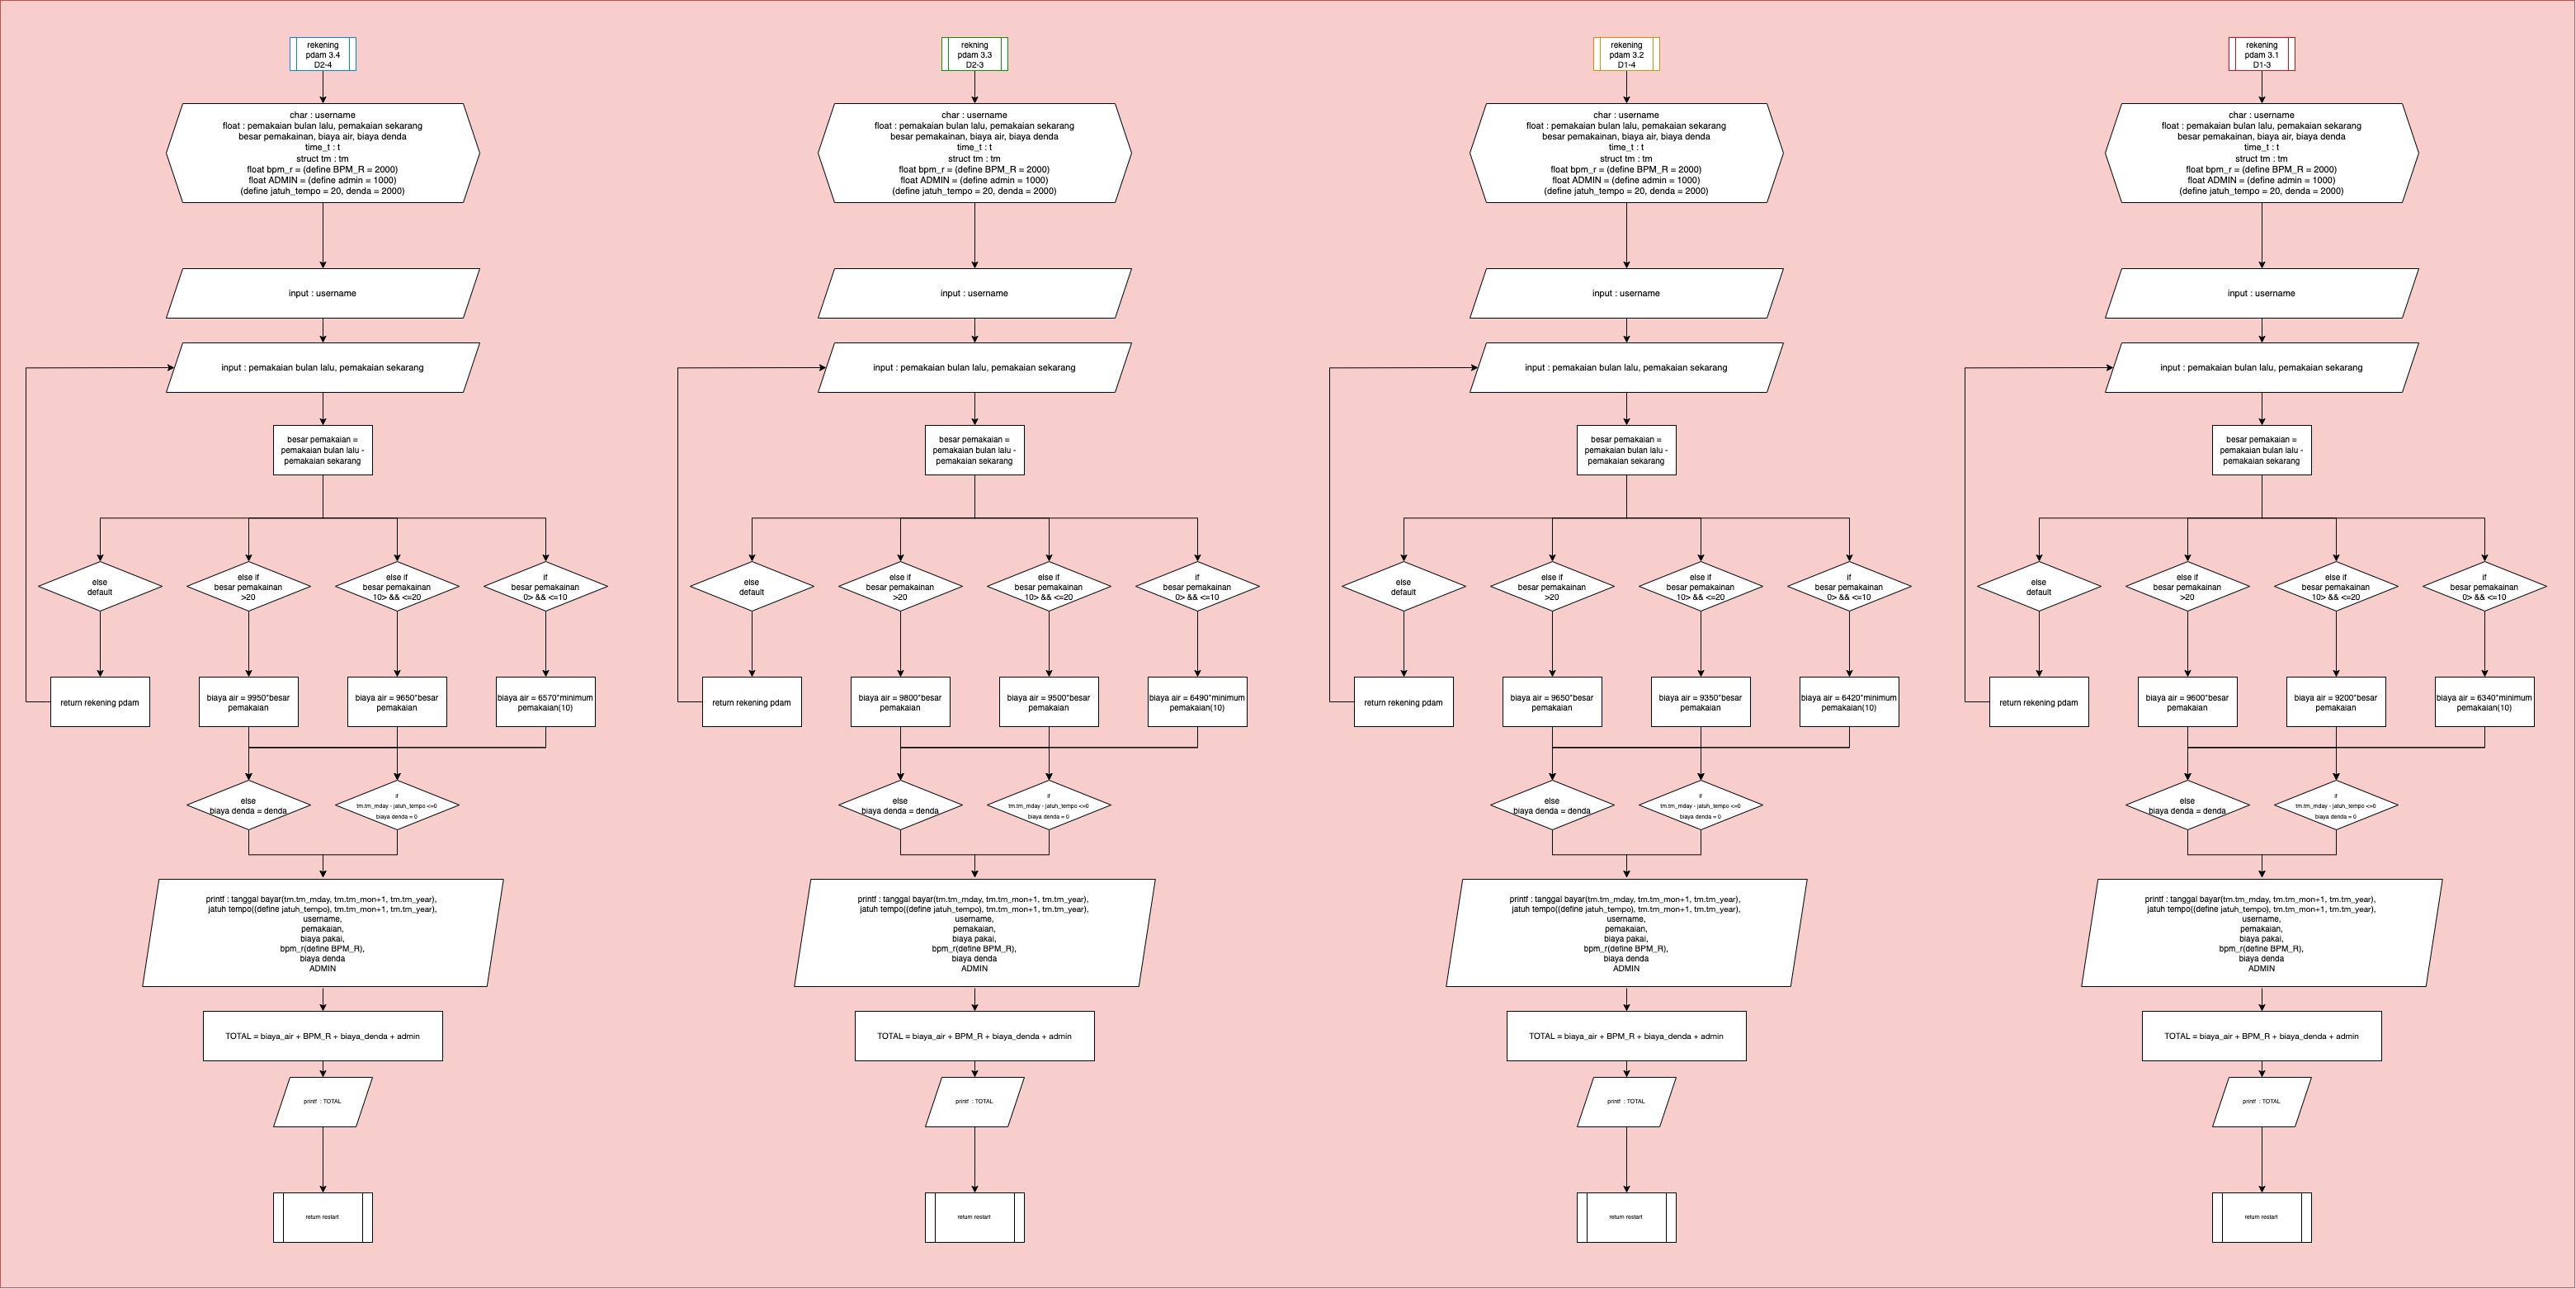 rekening
pdam 3.4
D2-4
char : username
float : pemakaian bulan lalu, pemakaian sekarang
besar pemakainan, biaya air, biaya denda
time_t : t
struct tm : tm
float bpm_r = (define BPM_R = 2000)
float ADMIN = (define admin = 1000)
(define jatuh_tempo = 20, denda = 2000)
input : username
input : pemakaian bulan lalu, pemakaian sekarang
besar pemakaian =
pemakaian bulan lalu -
pemakaian sekarang
else
default
else if
besar pemakainan
>20
else if
besar pemakainan
10> && <=20
if
besar pemakainan
0> && <=10
return rekening pdam
biaya air = 9950*besar
pemakaian
biaya air = 9650*besar
pemakaian
biaya air = 6570*minimum
pemakaian(10)
else
biaya denda = denda
if
tm.tm_mday - jatuh_tempo <=0
biaya denda = 0
printf : tanggal bayar(tm.tm_mday, tm.tm_mon+1, tm.tm_year),
jatuh tempo((define jatuh_tempo), tm.tm_mon+1, tm.tm_year),
username,
pemakaian,
biaya pakai,
bpm_r(define BPM_R),
biaya denda
ADMIN
TOTAL = biaya_air + BPM_R + biaya_denda + admin
printf : TOTAL
return restart
rekning
pdam 3.3
D2-3
char : username
float : pemakaian bulan lalu, pemakaian sekarang
besar pemakainan, biaya air, biaya denda
time_t : t
struct tm : tm
float bpm_r = (define BPM_R = 2000)
float ADMIN = (define admin = 1000)
(define jatuh_tempo = 20, denda = 2000)
input : username
input : pemakaian bulan lalu, pemakaian sekarang
besar pemakaian =
pemakaian bulan lalu -
pemakaian sekarang
else
default
else if
besar pemakainan
>20
else if
besar pemakainan
10> && <=20
if
besar pemakainan
0> && <=10
return rekening pdam
biaya air = 9800*besar
pemakaian
biaya air = 9500*besar
pemakaian
biaya air = 6490*minimum
pemakaian(10)
else
biaya denda = denda
if
tm.tm_mday - jatuh_tempo <=0
biaya denda = 0
printf : tanggal bayar(tm.tm_mday, tm.tm_mon+1, tm.tm_year),
jatuh tempo((define jatuh_tempo), tm.tm_mon+1, tm.tm_year),
username,
pemakaian,
biaya pakai,
bpm_r(define BPM_R),
biaya denda
ADMIN
TOTAL = biaya_air + BPM_R + biaya_denda + admin
printf : TOTAL
return restart
rekening
pdam 3.2
D1-4
char : username
float : pemakaian bulan lalu, pemakaian sekarang
besar pemakainan, biaya air, biaya denda
time_t : t
struct tm : tm
float bpm_r = (define BPM_R = 2000)
float ADMIN = (define admin = 1000)
(define jatuh_tempo = 20, denda = 2000)
input : username
input : pemakaian bulan lalu, pemakaian sekarang
besar pemakaian =
pemakaian bulan lalu -
pemakaian sekarang
else
default
else if
besar pemakainan
>20
else if
besar pemakainan
10> && <=20
if
besar pemakainan
0> && <=10
return rekening pdam
biaya air = 9650*besar
pemakaian
biaya air = 9350*besar
pemakaian
biaya air = 6420*minimum
pemakaian(10)
else
biaya denda = denda
if
tm.tm_mday - jatuh_tempo <=0
biaya denda = 0
printf : tanggal bayar(tm.tm_mday, tm.tm_mon+1, tm.tm_year),
jatuh tempo((define jatuh_tempo), tm.tm_mon+1, tm.tm_year),
username,
pemakaian,
biaya pakai,
bpm_r(define BPM_R),
biaya denda
ADMIN
TOTAL = biaya_air + BPM_R + biaya_denda + admin
printf : TOTAL
return restart
rekening
pdam 3.1
D1-3
char : username
float : pemakaian bulan lalu, pemakaian sekarang
besar pemakainan, biaya air, biaya denda
time_t : t
struct tm : tm
float bpm_r = (define BPM_R = 2000)
float ADMIN = (define admin = 1000)
(define jatuh_tempo = 20, denda = 2000)
input : username
input : pemakaian bulan lalu, pemakaian sekarang
besar pemakaian =
pemakaian bulan lalu -
pemakaian sekarang
else
default
else if
besar pemakainan
>20
else if
besar pemakainan
10> && <=20
if
besar pemakainan
0> && <=10
return rekening pdam
biaya air = 9600*besar
pemakaian
biaya air = 9200*besar
pemakaian
biaya air = 6340*minimum
pemakaian(10)
else
biaya denda = denda
if
tm.tm_mday - jatuh_tempo <=0
biaya denda = 0
printf : tanggal bayar(tm.tm_mday, tm.tm_mon+1, tm.tm_year),
jatuh tempo((define jatuh_tempo), tm.tm_mon+1, tm.tm_year),
username,
pemakaian,
biaya pakai,
bpm_r(define BPM_R),
biaya denda
ADMIN
TOTAL = biaya_air + BPM_R + biaya_denda + admin
printf : TOTAL
return restart